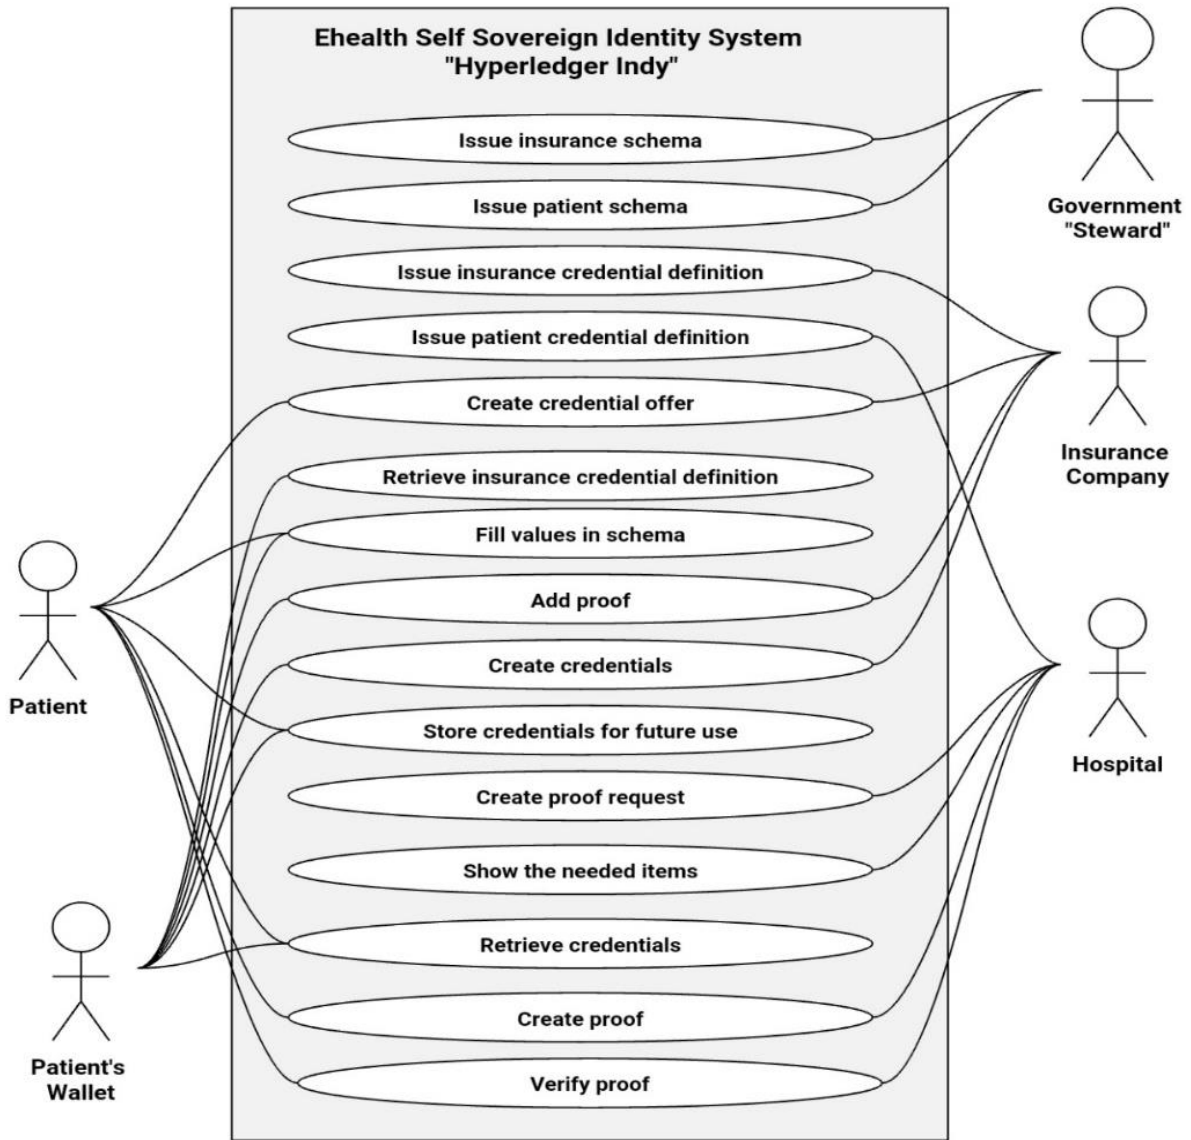 Ehealth Self Sovereign Identity System
"Hyperledger Indy"
Issue insurance schema
Issue patient schema
Issue insurance credential definition
Issue patient credential definition
Create credential offer
Retrieve insurance credential definition
Fill values in schema
Add proof
Create credentials
Store credentials for future use
Create proof request
Show the needed items
Retrieve credentials
Create proof
Verify proof
Patient
Patient's
Wallet
Government
"Steward"
Insurance
Company
Hospital